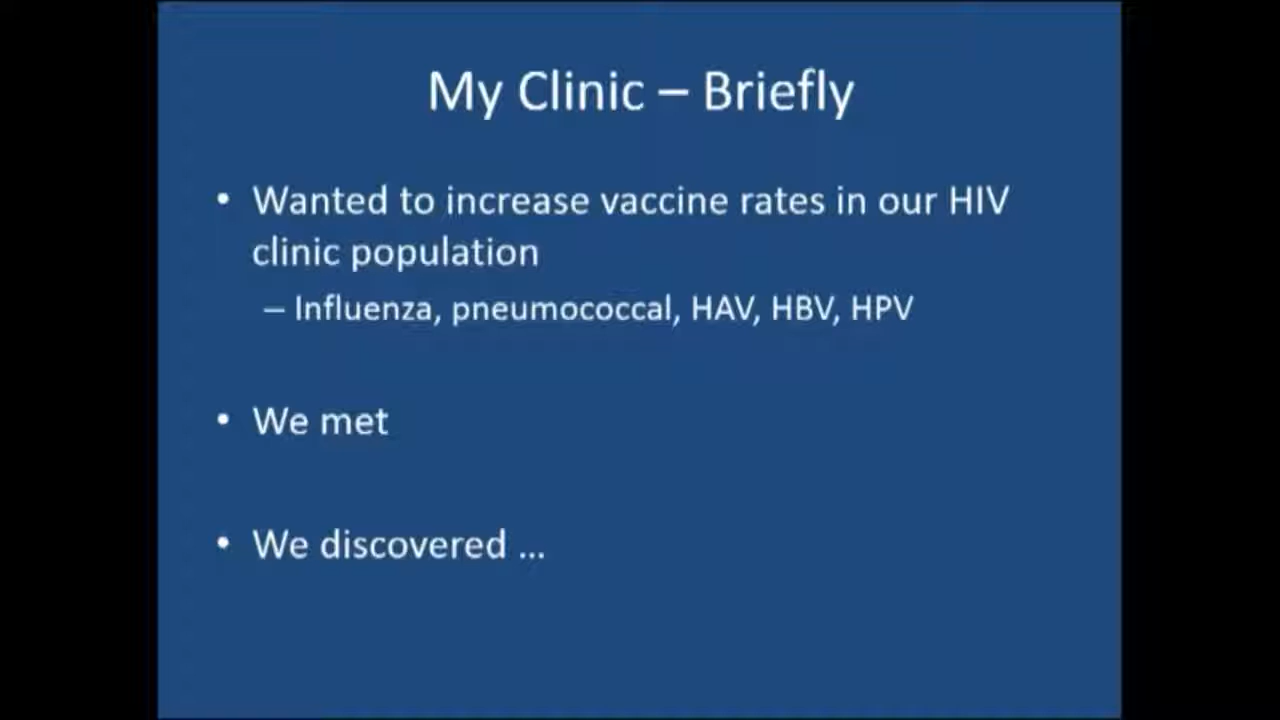 My Clinic – Briefly
• Wanted to increase vaccine rates in our HIV
clinic population
– Influenza, pneumococcal, HAV, HBV, HPV
• We met
• We discovered ...